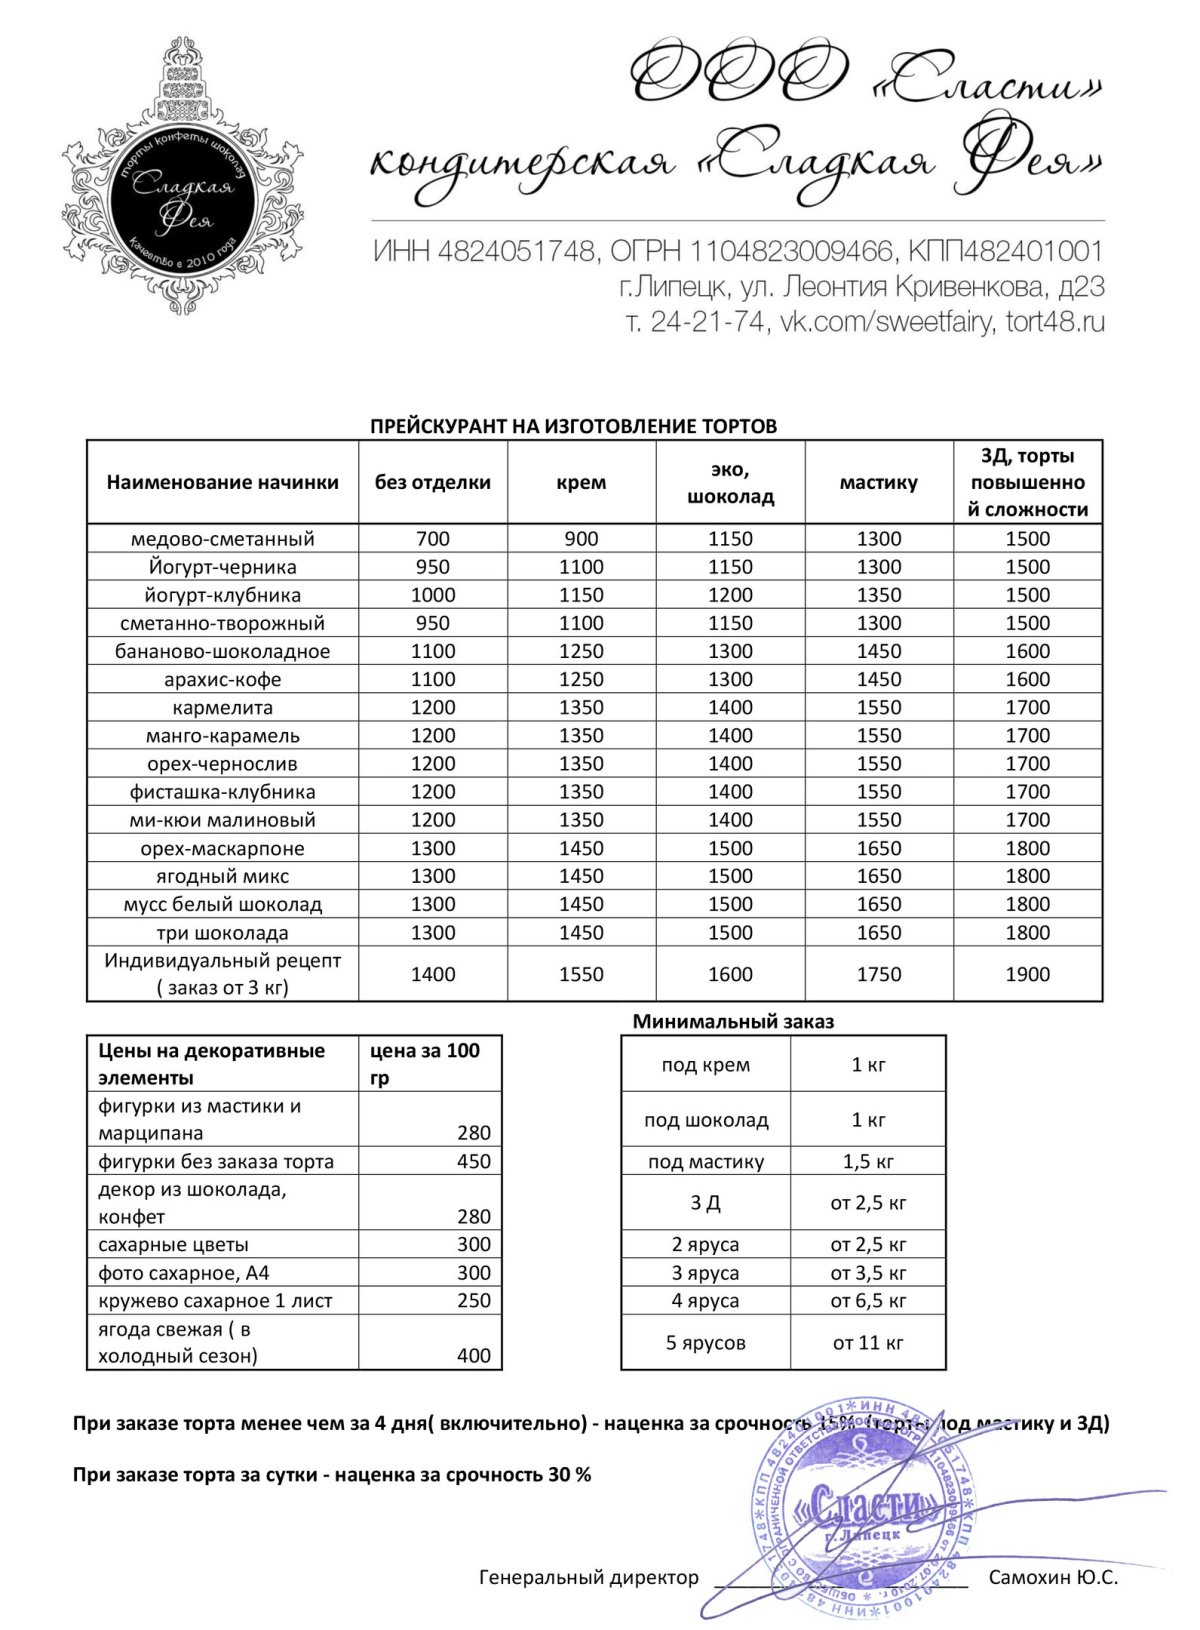 торты конфеты шоколад
Сладкая
Фея
качество с 2010 года
ООО «Сласти»
кондитерская «Сладкая Фея»
ИНН 4824051748, ОГРН 1104823009466, КПП482401001
г.Липецк, ул. Леонтия Кривенкова, д23
т. 24-21-74, vk.com/sweetfairy, tort48.ru
ПРЕЙСКУРАНТ НА ИЗГОТОВЛЕНИЕ ТОРТОВ
Наименование начинки без отделки крем эко, шоколад мастику 3Д, торты повышенно й сложности
медово-сметанный 700 900 1150 1300 1500
Йогурт-черника 950 1100 1150 1300 1500
йогурт-клубника 1000 1150 1200 1350 1500
сметанно-творожный 950 1100 1150 1300 1500
бананово-шоколадное 1100 1250 1300 1450 1600
арахис-кофе 1100 1250 1300 1450 1600
кармелита 1200 1350 1400 1550 1700
манго-карамель 1200 1350 1400 1550 1700
орех-чернослив 1200 1350 1400 1550 1700
фисташка-клубника 1200 1350 1400 1550 1700
ми-кюи малиновый 1200 1350 1400 1550 1700
орех-маскарпоне 1300 1450 1500 1650 1800
ягодный микс 1300 1450 1500 1650 1800
мусс белый шоколад 1300 1450 1500 1650 1800
три шоколада 1300 1450 1500 1650 1800
Индивидуальный рецепт
( заказ от 3 кг) 1400 1550 1600 1750 1900
Цены на декоративные
элементы
цена за 100
гр
фигурки из мастики и
марципана 280
фигурки без заказа торта 450
декор из шоколада,
конфет 280
сахарные цветы 300
фото сахарное, А4 300
кружево сахарное 1 лист 250
ягода свежая ( в
холодный сезон) 400
Минимальный заказ
под крем 1 кг
под шоколад 1 кг
под мастику 1,5 кг
3 Д от 2,5 кг
2 яруса от 2,5 кг
3 яруса от 3,5 кг
4 яруса от 6,5 кг
5 ярусов от 11 кг
При заказе торта менее чем за 4 дня( включительно) - наценка за срочность 15% (торты под мастику и 3Д)
При заказе торта за сутки - наценка за срочность 30 %
«Сласти»
г.Липецк
Генеральный директор Самохин Ю.С.